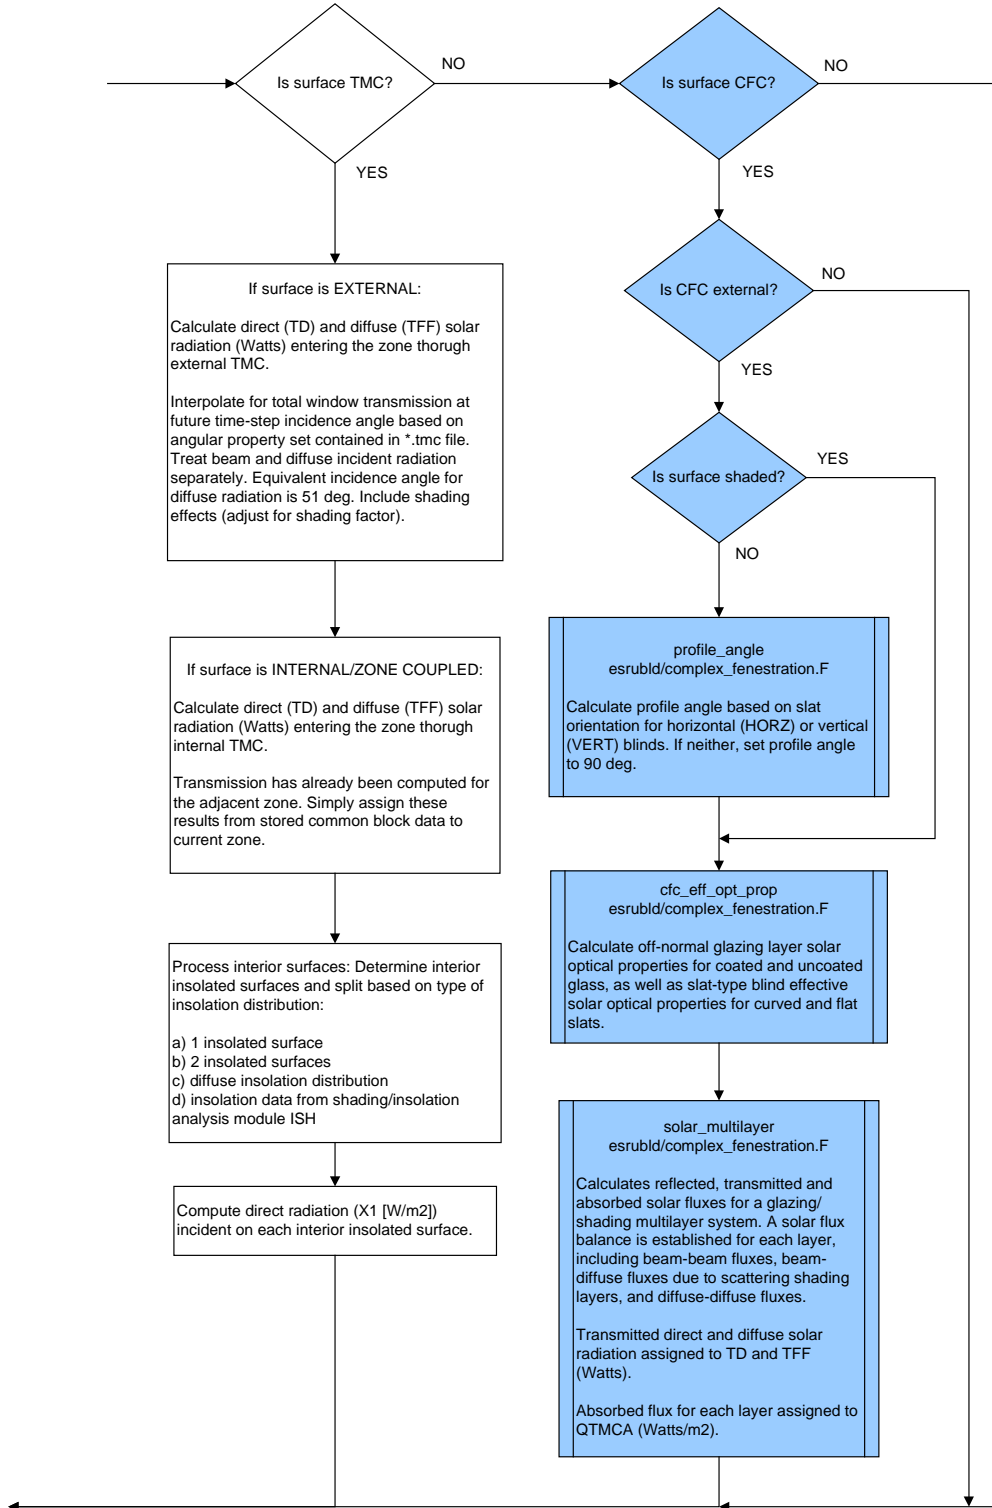 Is surface TMC?
NO
YES
Is surface CFC?
NO
YES
Is CFC external?
NO
YES
Is surface shaded?
YES
NO
If surface is EXTERNAL:
Calculate direct (TD) and diffuse (TFF) solar
radiation (Watts) entering the zone thorugh
external TMC.
Interpolate for total window transmission at
future time-step incidence angle based on
angular property set contained in *.tmc file.
Treat beam and diffuse incident radiation
separately. Equivalent incidence angle for
diffuse radiation is 51 deg. Include shading
effects (adjust for shading factor).
If surface is INTERNAL/ZONE COUPLED:
Calculate direct (TD) and diffuse (TFF) solar
radiation (Watts) entering the zone thorugh
internal TMC.
Transmission has already been computed for
the adjacent zone. Simply assign these
results from stored common block data to
current zone.
Process interior surfaces: Determine interior
insolated surfaces and split based on type of
insolation distribution:
a) 1 insolated surface
b) 2 insolated surfaces
c) diffuse insolation distribution
d) insolation data from shading/insolation
analysis module ISH
Compute direct radiation (X1 [W/m2])
incident on each interior insolated surface.
profile_angle
esrubld/complex_fenestration.F
Calculate profile angle based on slat
orientation for horizontal (HORZ) or vertical
(VERT) blinds. If neither, set profile angle
to 90 deg.
cfc_eff_opt_prop
esrubld/complex_fenestration.F
Calculate off-normal glazing layer solar
optical properties for coated and uncoated
glass, as well as slat-type blind effective
solar optical properties for curved and flat
slats.
solar_multilayer
esrubld/complex_fenestration.F
Calculates reflected, transmitted and
absorbed solar fluxes for a glazing/
shading multilayer system. A solar flux
balance is established for each layer,
including beam-beam fluxes, beam-
diffuse fluxes due to scattering shading
layers, and diffuse-diffuse fluxes.
Transmitted direct and diffuse solar
radiation assigned to TD and TFF
(Watts).
Absorbed flux for each layer assigned to
QTMCA (Watts/m2).